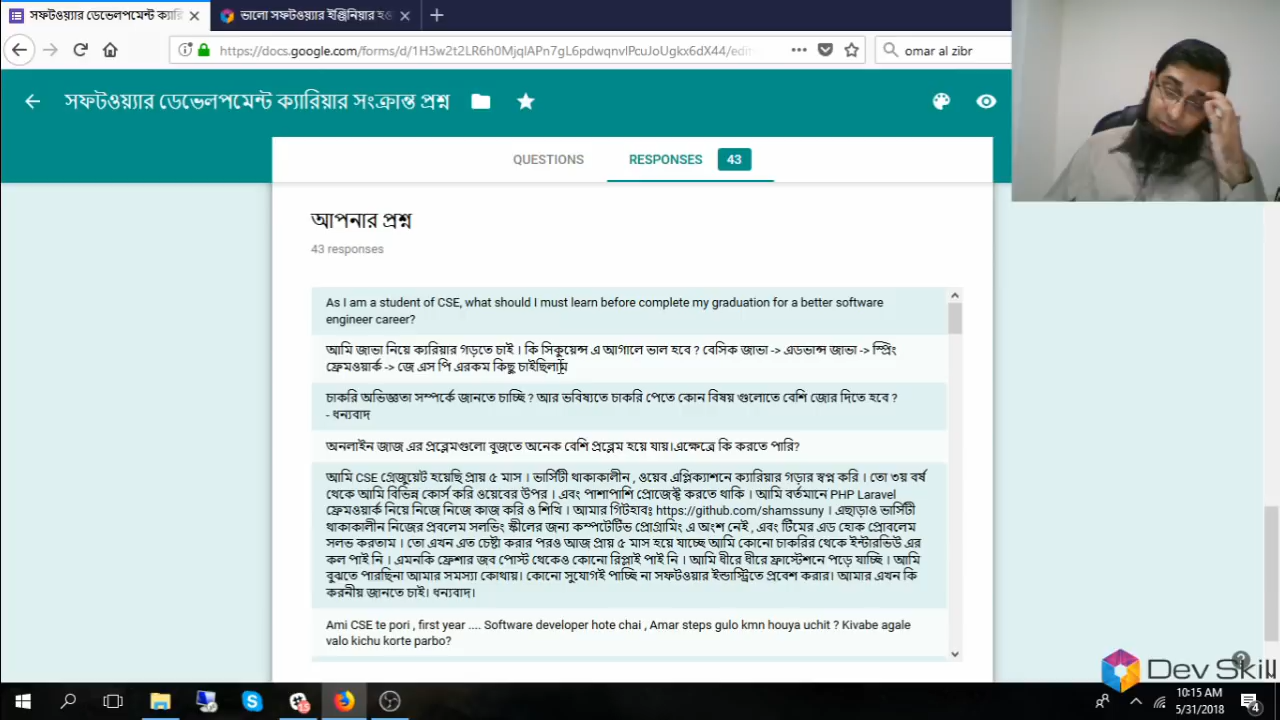 সফটওয়্যার ডেভেলপমেন্ট ক্যারি
ভালো সফটওয়্যার ইঞ্জিনিয়ার হও
https://docs.google.com/forms/d/1H3w2t2LR6h0MjqlAPn7gL6pdwqnvlPcuJoUgkx6dX44/edit
omar al zibr
সফটওয়্যার ডেভেলপমেন্ট ক্যারিয়ার সংক্রান্ত প্রশ্ন
QUESTIONS
RESPONSES 43
আপনার প্রশ্ন
43 responses
As I am a student of CSE, what should I must learn before complete my graduation for a better software
engineer career?
আমি জাভা নিয়ে ক্যারিয়ার গড়তে চাই । কি সিকুয়েন্স এ আগালে ভাল হবে ? বেসিক জাভা -> এডভান্স জাভা -> স্প্রিং
ফ্রেমওয়ার্ক -> জে এস পি এরকম কিছু চাইছিলাম
চাকরি অভিজ্ঞতা সম্পর্কে জানতে চাচ্ছি ? আর ভবিষ্যতে চাকরি পেতে কোন বিষয় গুলোতে বেশি জোর দিতে হবে ?
- ধন্যবাদ
অনলাইন জাজ এর প্রব্লেমগুলো বুজতে অনেক বেশি প্রব্লেম হয়ে যায়।এক্ষেত্রে কি করতে পারি?
আমি CSE গ্রেজুয়েট হয়েছি প্রায় ৫ মাস । ভার্সিটী থাকাকালীন , ওয়েব এপ্লিক্যাশনে ক্যারিয়ার গড়ার স্বপ্ন করি । তো ৩য় বর্ষ
থেকে আমি বিভিন্ন কোর্স করি ওয়েবের উপর । এবং পাশাপাশি প্রোজেক্ট করতে থাকি । আমি বর্তমানে PHP Laravel
ফ্রেমওয়ার্ক নিয়ে নিজে নিজে কাজ করি ও শিখি । আমার গিটহাবঃ https://github.com/shamssuny । এছাড়াও ভার্সিটী
থাকাকালীন নিজের প্রবলেম সলভিং স্কীলের জন্য কম্পটেটিভ প্রোগ্রামিং এ অংশ নেই , এবং টিমের এড হোক প্রোবলেম
সলভ করতাম । তো এখন এত চেষ্টা করার পরও আজ প্রায় ৫ মাস হয়ে যাচ্ছে আমি কোনো চাকরির থেকে ইন্টারভিউ এর
কল পাই নি । এমনকি ফ্রেশার জব পোস্ট থেকেও কোনো রিপ্লাই পাই নি । আমি ধীরে ধীরে ফ্রাস্টেশনে পড়ে যাচ্ছি । আমি
বুঝতে পারছিনা আমার সমস্যা কোথায়। কোনো সুযোগই পাচ্ছি না সফটওয়ার ইন্ডাস্ট্রিতে প্রবেশ করার। আমার এখন কি
করনীয় জানতে চাই। ধন্যবাদ।
Ami CSE te pori , first year .... Software developer hote chai , Amar steps gulo kmn houya uchit ? Kivabe agale
valo kichu korte parbo?
Dev Skill
10:15 AM
5/31/2018
4